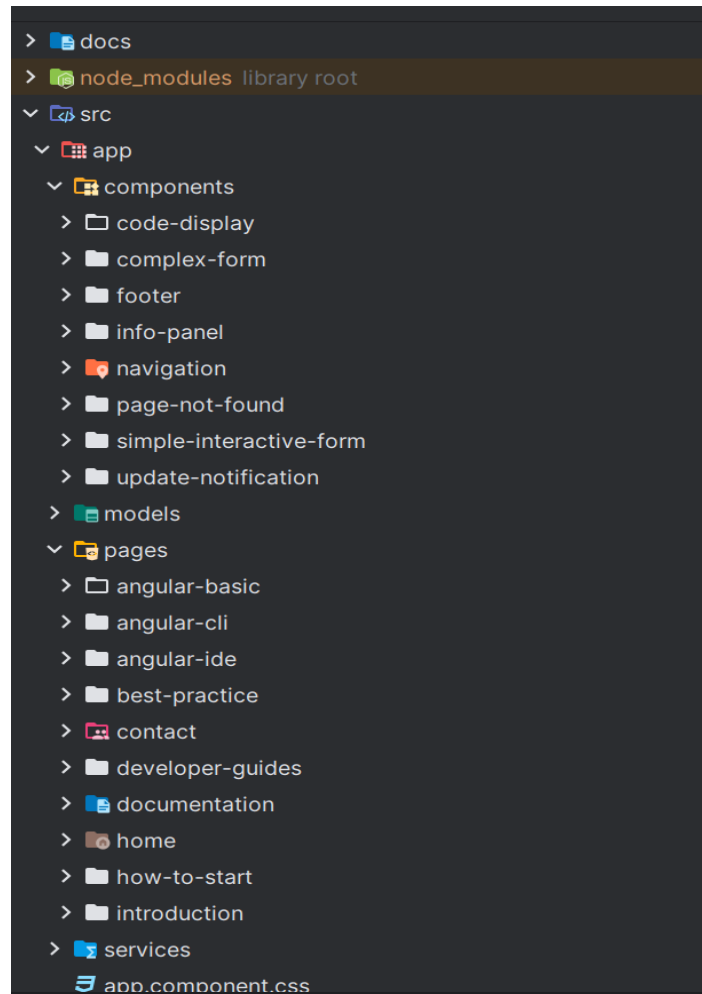 docs
node_modules library root
src
app
components
code-display
complex-form
footer
info-panel
navigation
page-not-found
simple-interactive-form
update-notification
models
pages
angular-basic
angular-cli
angular-ide
best-practice
contact
developer-guides
documentation
home
how-to-start
introduction
services
app.component.css